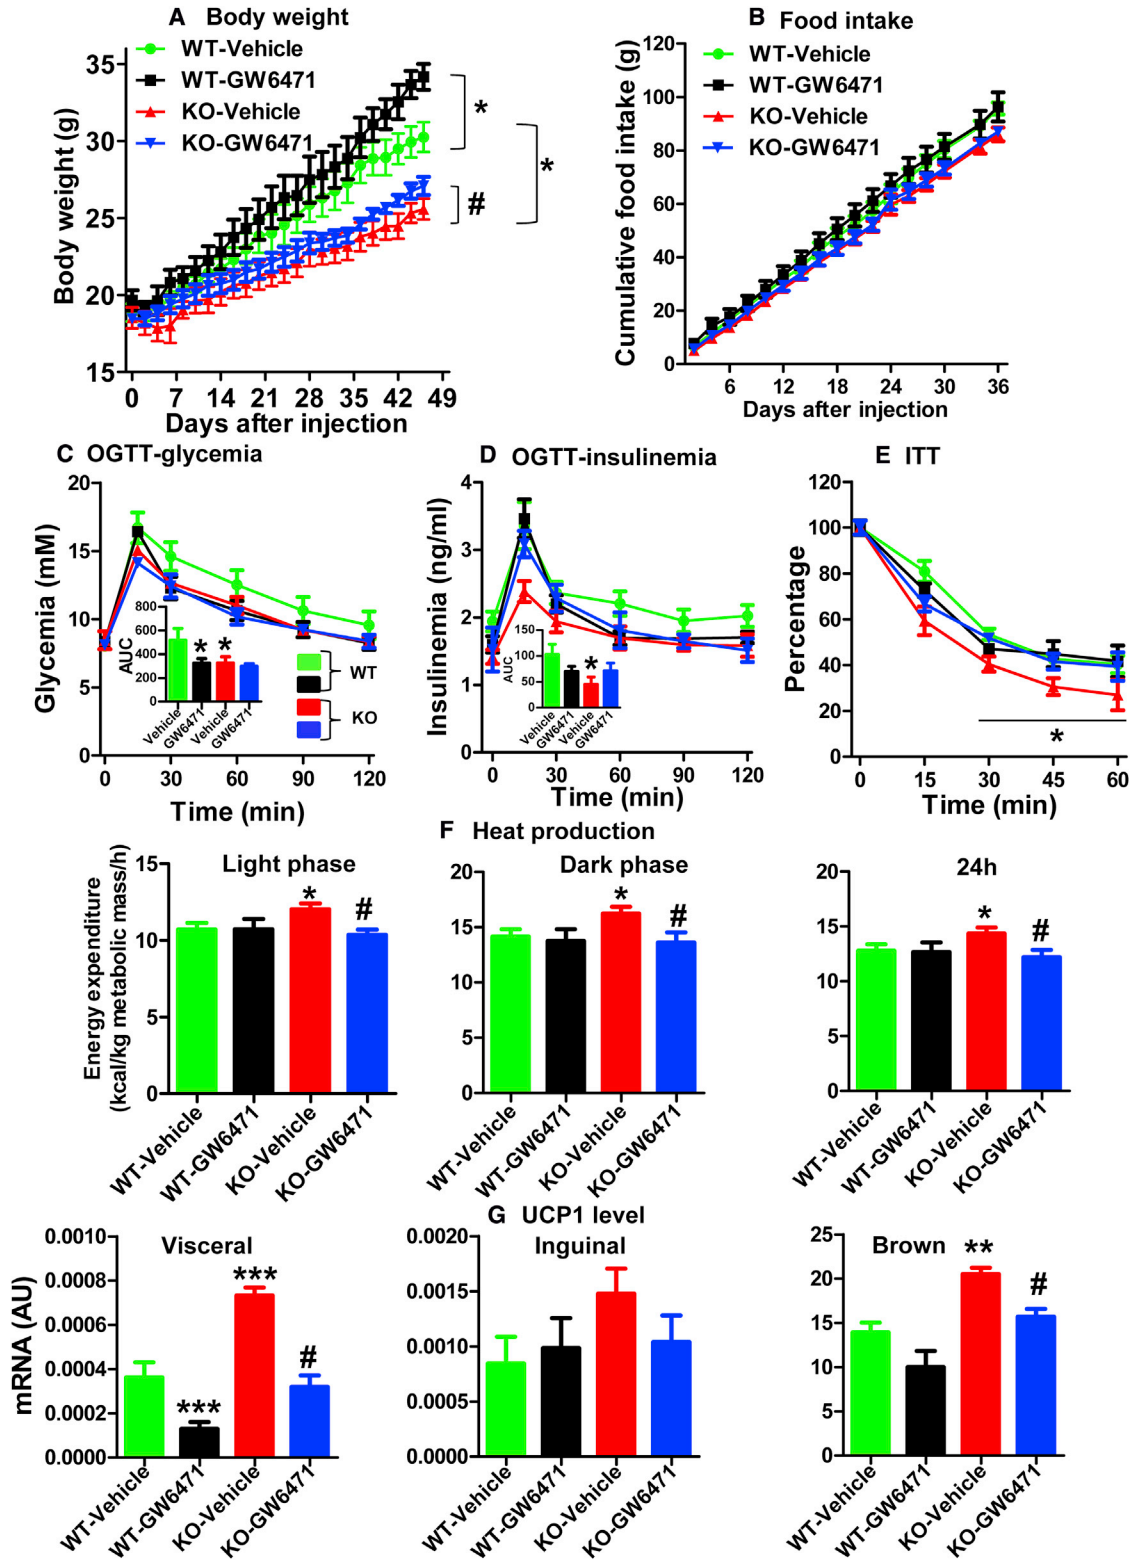 A Body weight
WT-Vehicle
WT-GW6471
KO-Vehicle
KO-GW6471
Body weight (g)
35
30
25
20
15
*
*
#
0 7 14 21 28 35 42 49
Days after injection
B Food intake
WT-Vehicle
WT-GW6471
KO-Vehicle
KO-GW6471
Cumulative food intake (g)
120
100
80
60
40
20
0
6 12 18 24 30 36
Days after injection
C OGTT-glycemia
Glycemia (mM)
20
15
10
5
0
AUC
800
600
400
200
0
* *
Vehicle
GW6471
Vehicle
GW6471
WT
KO
0 30 60 90 120
Time (min)
D OGTT-insulinemia
Insulinemia (ng/ml)
4
3
2
1
0
AUC
150
100
50
0
*
Vehicle
GW6471
Vehicle
GW6471
0 30 60 90 120
Time (min)
E ITT
Percentage
120
100
80
60
40
20
0
*
0 15 30 45 60
Time (min)
F Heat production
Light phase
Energy expenditure
(kcal/kg metabolic mass/h)
15
10
5
0
* #
WT-Vehicle
WT-GW6471
KO-Vehicle
KO-GW6471
Dark phase
20
15
10
5
0
* #
WT-Vehicle
WT-GW6471
KO-Vehicle
KO-GW6471
24h
20
15
10
5
0
* #
WT-Vehicle
WT-GW6471
KO-Vehicle
KO-GW6471
G UCP1 level
Visceral
mRNA (AU)
0.0010
0.0008
0.0006
0.0004
0.0002
0.0000
*** *** #
WT-Vehicle
WT-GW6471
KO-Vehicle
KO-GW6471
Inguinal
0.0020
0.0015
0.0010
0.0005
0.0000
WT-Vehicle
WT-GW6471
KO-Vehicle
KO-GW6471
Brown
25
20
15
10
5
0
** #
WT-Vehicle
WT-GW6471
KO-Vehicle
KO-GW6471